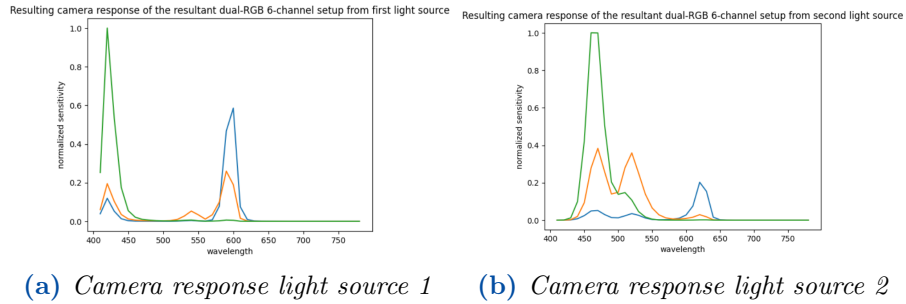 Resulting camera response of the resultant dual-RGB 6-channel setup from first light source
1.0
0.8
0.6
0.4
0.2
0.0
normalized sensitivity
400 450 500 550 600 650 700 750
wavelength
(a) Camera response light source 1
Resulting camera response of the resultant dual-RGB 6-channel setup from second light source
1.0
0.8
0.6
0.4
0.2
0.0
normalized sensitivity
400 450 500 550 600 650 700 750
wavelength
(b) Camera response light source 2